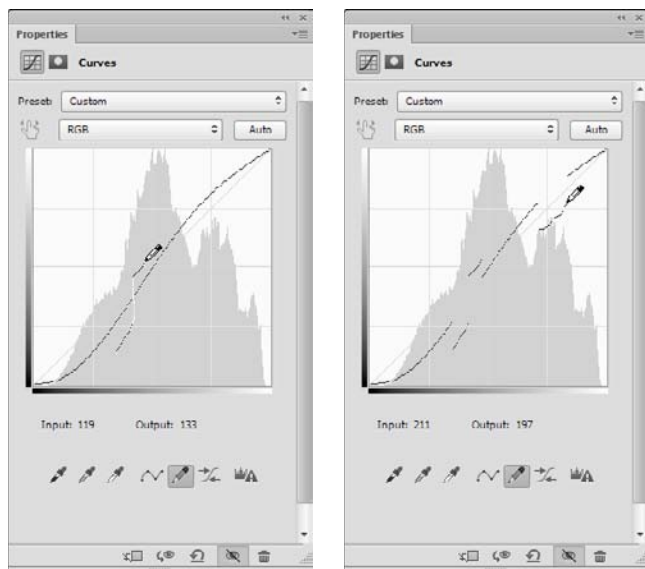 Properties
Curves
Preset: Custom
RGB Auto
Input: 119 Output: 133
Properties
Curves
Preset: Custom
RGB Auto
Input: 211 Output: 197